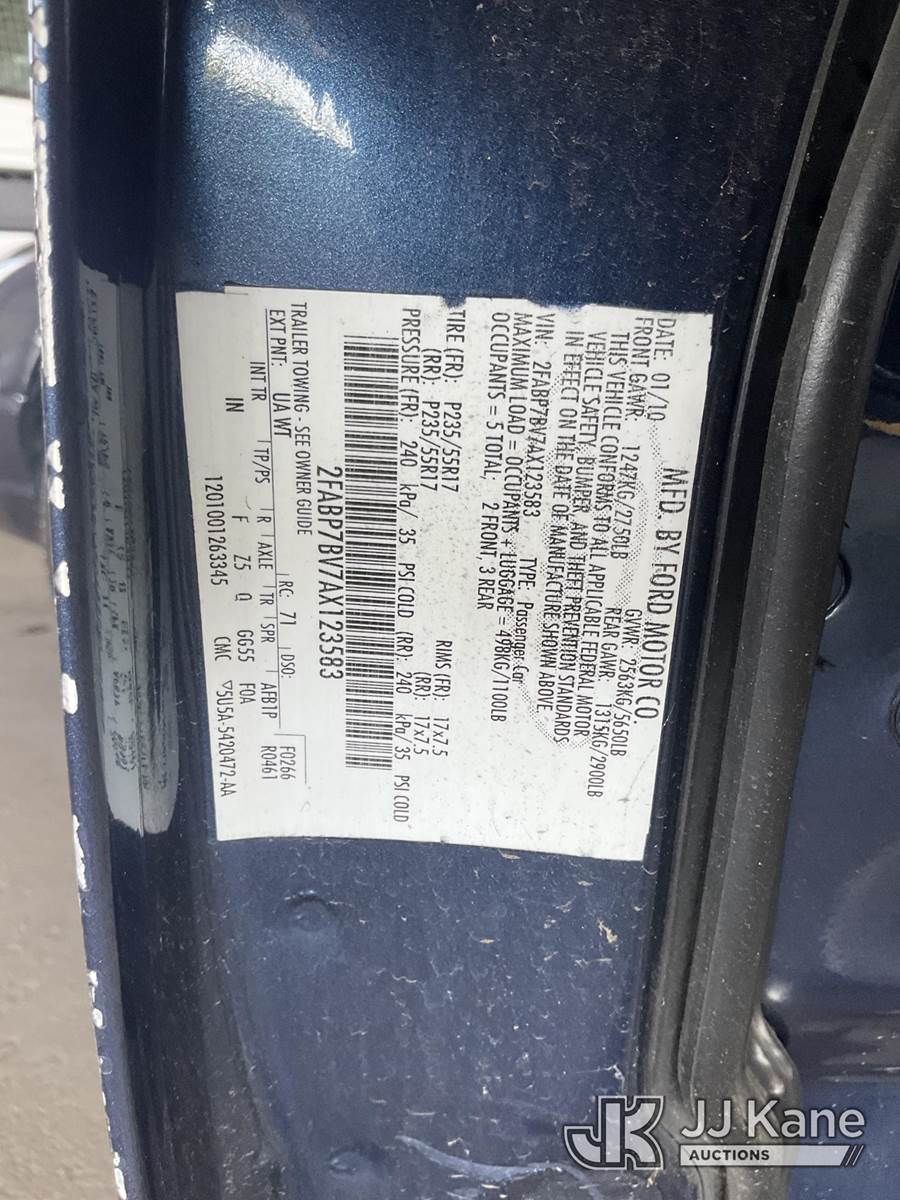 MFD. BY FORD MOTOR CO.
DATE: 01/10 GVWR: 2563KG/5650LB
FRONT GAWR: 1247KG/2750LB REAR GAWR: 1315KG/2900LB
THIS VEHICLE CONFORMS TO ALL APPLICABLE FEDERAL MOTOR
VEHICLE SAFETY, BUMPER, AND THEFT PREVENTION STANDARDS
IN EFFECT ON THE DATE OF MANUFACTURE SHOWN ABOVE.
VIN: 2FABP7BV7AX123583 TYPE: Passenger Car
MAXIMUM LOAD = OCCUPANTS + LUGGAGE = 498KG/1100LB
OCCUPANTS = 5 TOTAL; 2 FRONT, 3 REAR
TIRE (FR): P235/55R17 RIMS (FR): 17x7.5
(RR): P235/55R17 (RR): 17x7.5
PRESSURE (FR): 240 kPa/ 35 PSI COLD (RR): 240 kPa/35 PSI COLD
2FABP7BV7AX123583
TRAILER TOWING - SEE OWNER GUIDE
EXT PNT: UA WT RC: 71 DSO: F0266
INT TR TP/PS R AXLE TR SPR AFB1P R0461
IN F Z5 Q GG55 F0A
1201001263345 CMC ▽5U5A-5420472-AA
JK JJ Kane
AUCTIONS